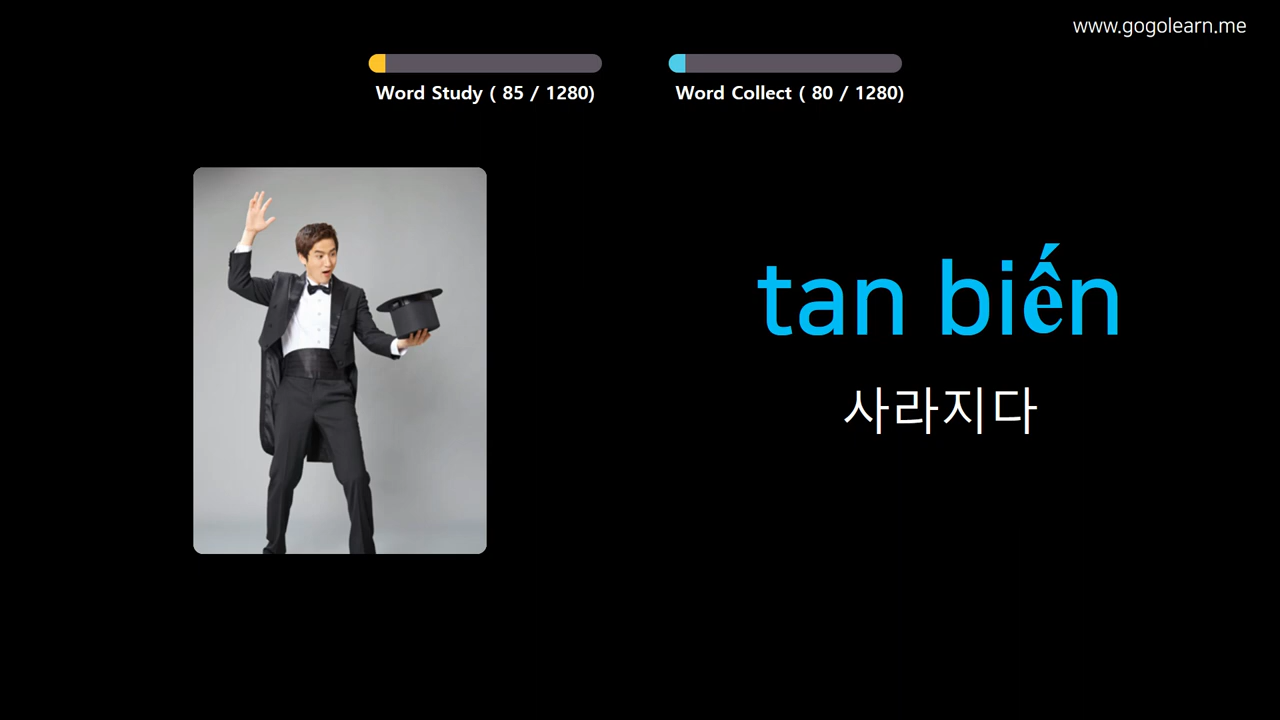 www.gogolearn.me
Word Study ( 85 / 1280)
Word Collect ( 80 / 1280)
tan biến
사라지다